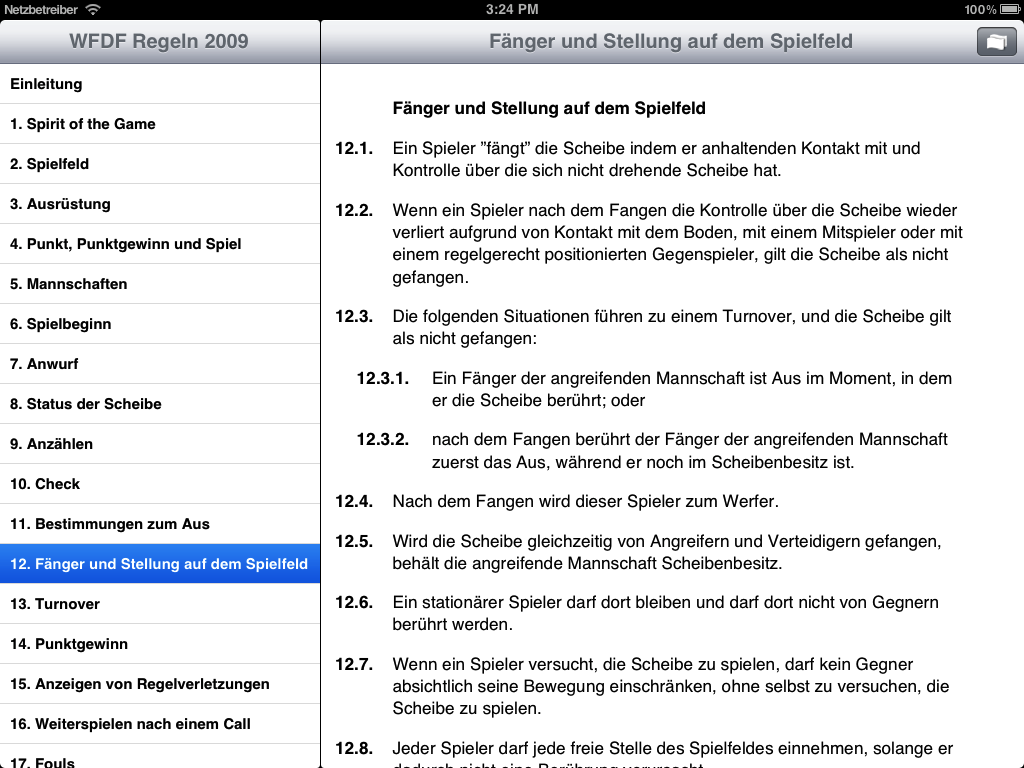 Netzbetreiber
3:24 PM
100%
WFDF Regeln 2009
Fänger und Stellung auf dem Spielfeld
Einleitung
1. Spirit of the Game
2. Spielfeld
3. Ausrüstung
4. Punkt, Punktgewinn und Spiel
5. Mannschaften
6. Spielbeginn
7. Anwurf
8. Status der Scheibe
9. Anzählen
10. Check
11. Bestimmungen zum Aus
12. Fänger und Stellung auf dem Spielfeld
13. Turnover
14. Punktgewinn
15. Anzeigen von Regelverletzungen
16. Weiterspielen nach einem Call
17. Fouls
Fänger und Stellung auf dem Spielfeld
12.1. Ein Spieler ”fängt” die Scheibe indem er anhaltenden Kontakt mit und
Kontrolle über die sich nicht drehende Scheibe hat.
12.2. Wenn ein Spieler nach dem Fangen die Kontrolle über die Scheibe wieder
verliert aufgrund von Kontakt mit dem Boden, mit einem Mitspieler oder mit
einem regelgerecht positionierten Gegenspieler, gilt die Scheibe als nicht
gefangen.
12.3. Die folgenden Situationen führen zu einem Turnover, und die Scheibe gilt
als nicht gefangen:
12.3.1. Ein Fänger der angreifenden Mannschaft ist Aus im Moment, in dem
er die Scheibe berührt; oder
12.3.2. nach dem Fangen berührt der Fänger der angreifenden Mannschaft
zuerst das Aus, während er noch im Scheibenbesitz ist.
12.4. Nach dem Fangen wird dieser Spieler zum Werfer.
12.5. Wird die Scheibe gleichzeitig von Angreifern und Verteidigern gefangen,
behält die angreifende Mannschaft Scheibenbesitz.
12.6. Ein stationärer Spieler darf dort bleiben und darf dort nicht von Gegnern
berührt werden.
12.7. Wenn ein Spieler versucht, die Scheibe zu spielen, darf kein Gegner
absichtlich seine Bewegung einschränken, ohne selbst zu versuchen, die
Scheibe zu spielen.
12.8. Jeder Spieler darf jede freie Stelle des Spielfeldes einnehmen, solange er
dadurch nicht eine Berührung verursacht.